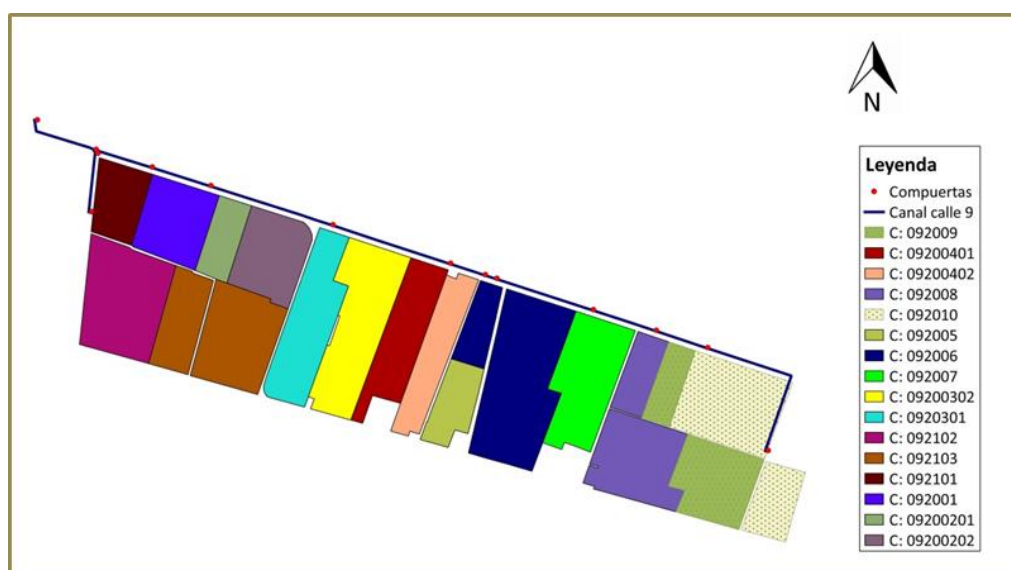 N
Leyenda
Compuertas
Canal calle 9
C: 092009
C: 09200401
C: 09200402
C: 092008
C: 092010
C: 092005
C: 092006
C: 092007
C: 09200302
C: 0920301
C: 092102
C: 092103
C: 092101
C: 092001
C: 09200201
C: 09200202